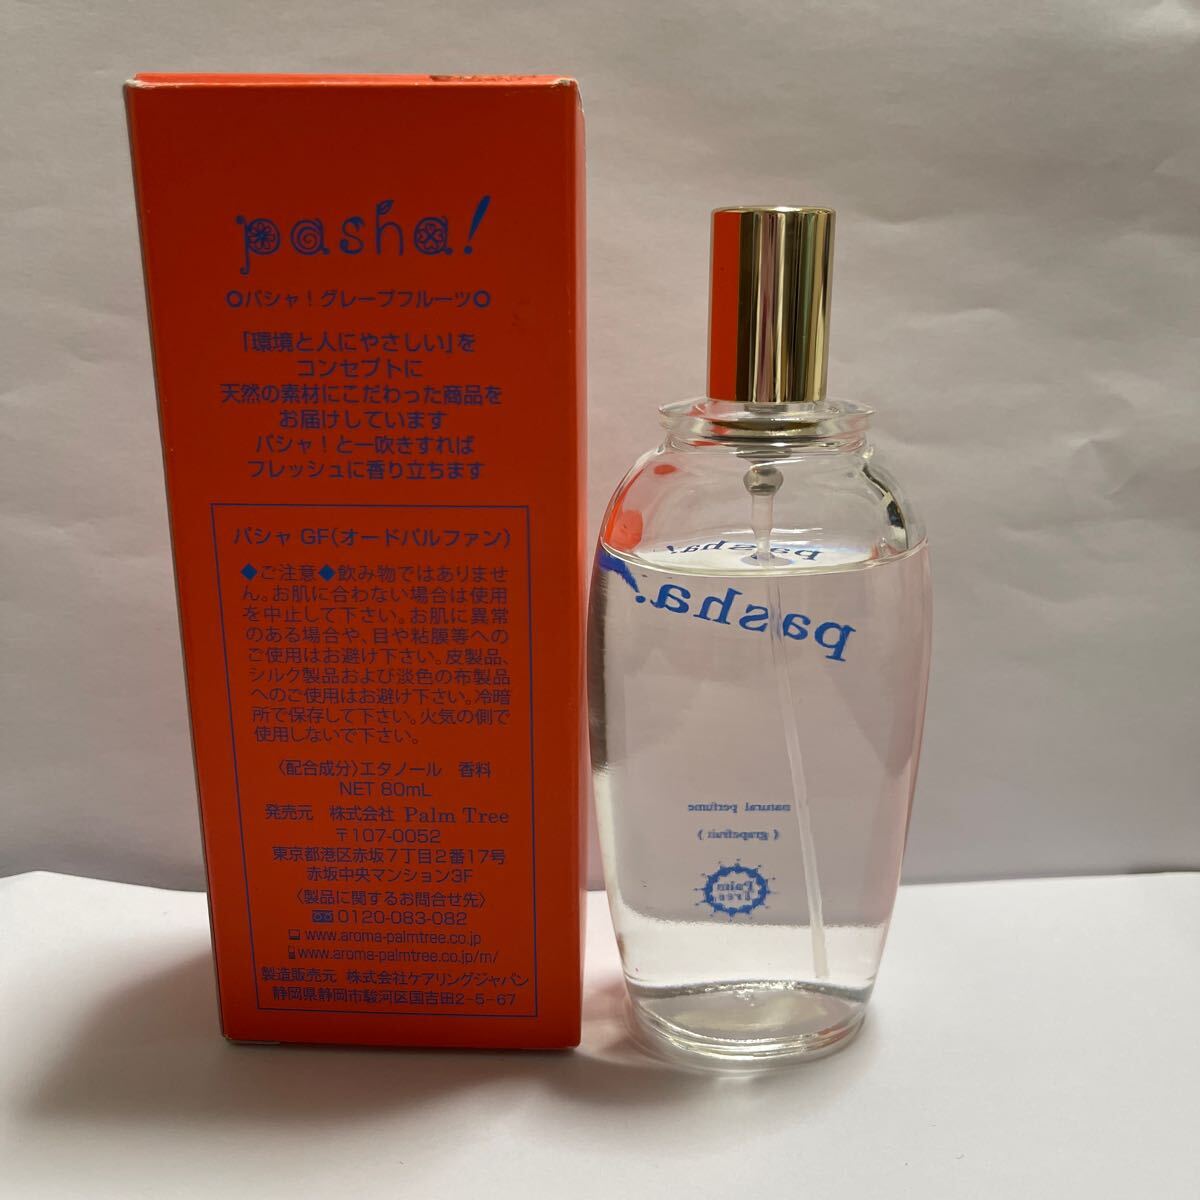 pasha!
○パシャ！グレープフルーツ○
「環境と人にやさしい」を
コンセプトに
天然の素材にこだわった商品を
お届けしています
パシャ！と一吹きすれば
フレッシュに香り立ちます
パシャ GF(オードパルファン)
◆ご注意◆飲み物ではありませ
ん。お肌に合わない場合は使用
を中止して下さい。お肌に異常
のある場合や、目や粘膜等への
ご使用はお避け下さい。皮製品、
シルク製品および淡色の布製品
へのご使用はお避け下さい。冷暗
所で保存して下さい。火気の側で
使用しないで下さい。
〈配合成分〉エタノール 香料
NET 80mL
発売元 株式会社 Palm Tree
〒107-0052
東京都港区赤坂7丁目2番17号
赤坂中央マンション3F
〈製品に関するお問合せ先〉
0120-083-082
www.aroma-palmtree.co.jp
www.aroma-palmtree.co.jp/m/
製造販売元 株式会社ケアリングジャパン
静岡県静岡市駿河区国吉田2-5-67
pasha!
pasha!
natural perfume
( grapefruit )
Palm
Tree